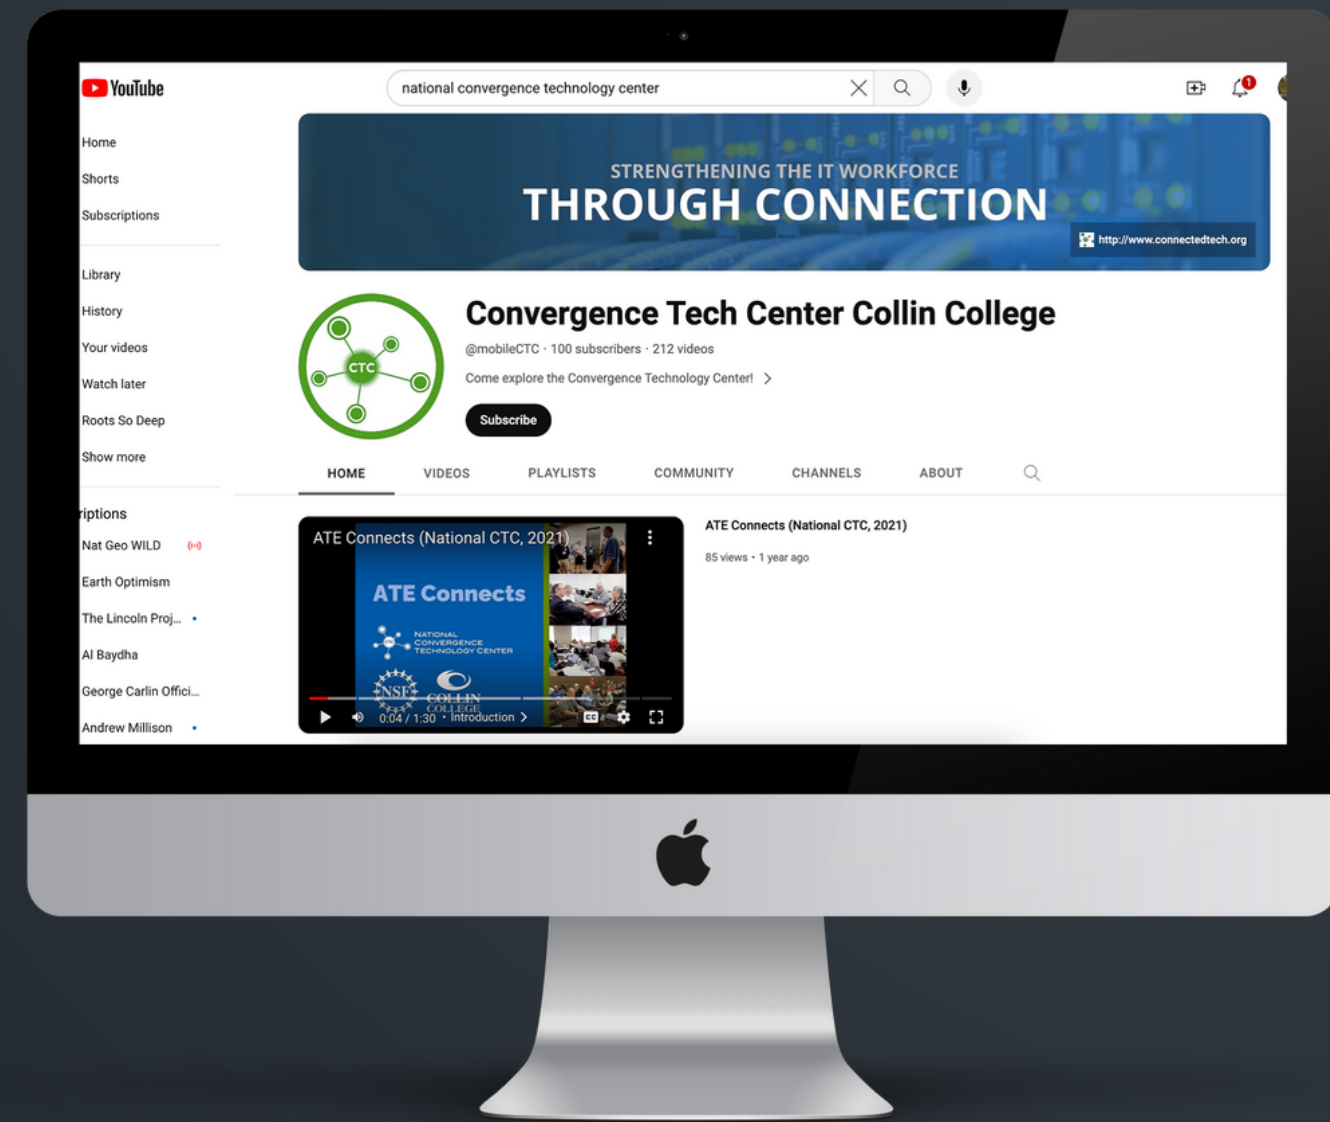 YouTube
national convergence technology center
1
Home
Shorts
Subscriptions
Library
History
Your videos
Watch later
Roots So Deep
Show more
riptions
Nat Geo WILD
Earth Optimism
The Lincoln Proj...
Al Baydha
George Carlin Offici...
Andrew Millison
STRENGTHENING THE IT WORKFORCE
THROUGH CONNECTION
http://www.connectedtech.org
CTC
Convergence Tech Center Collin College
@mobileCTC · 100 subscribers · 212 videos
Come explore the Convergence Technology Center!
Subscribe
HOME VIDEOS PLAYLISTS COMMUNITY CHANNELS ABOUT
ATE Connects (National CTC, 2021)
ATE Connects
NATIONAL
CONVERGENCE
TECHNOLOGY CENTER
NSF
COLLIN
COLLEGE
0:04 / 1:30 · Introduction
CC
ATE Connects (National CTC, 2021)
85 views · 1 year ago